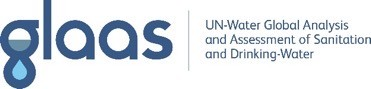 glaas
UN-Water Global Analysis
and Assessment of Sanitation
and Drinking-Water